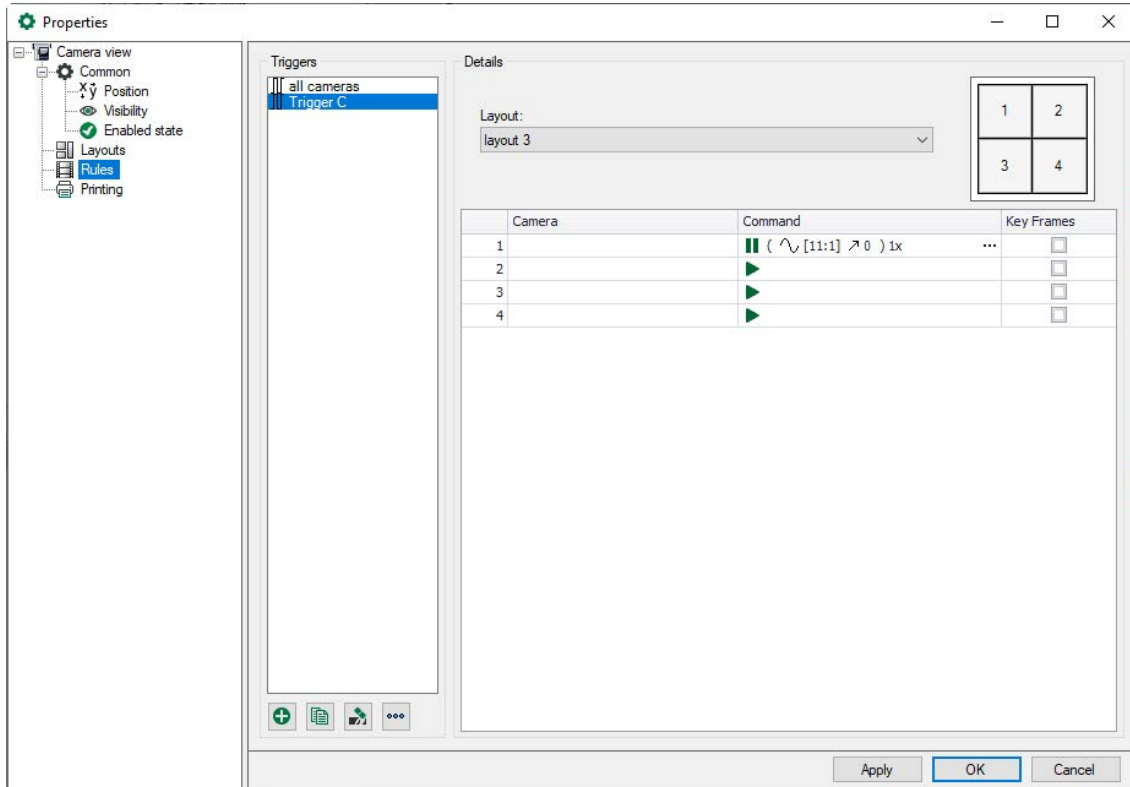 Properties
Camera view
Common
Position
Visibility
Enabled state
Layouts
Rules
Printing
Triggers
all cameras
Trigger C
Details
Layout:
layout 3
1 2
3 4
Camera Command Key Frames
1 ( [11:1] 0 ) 1x ...
2
3
4
Apply OK Cancel